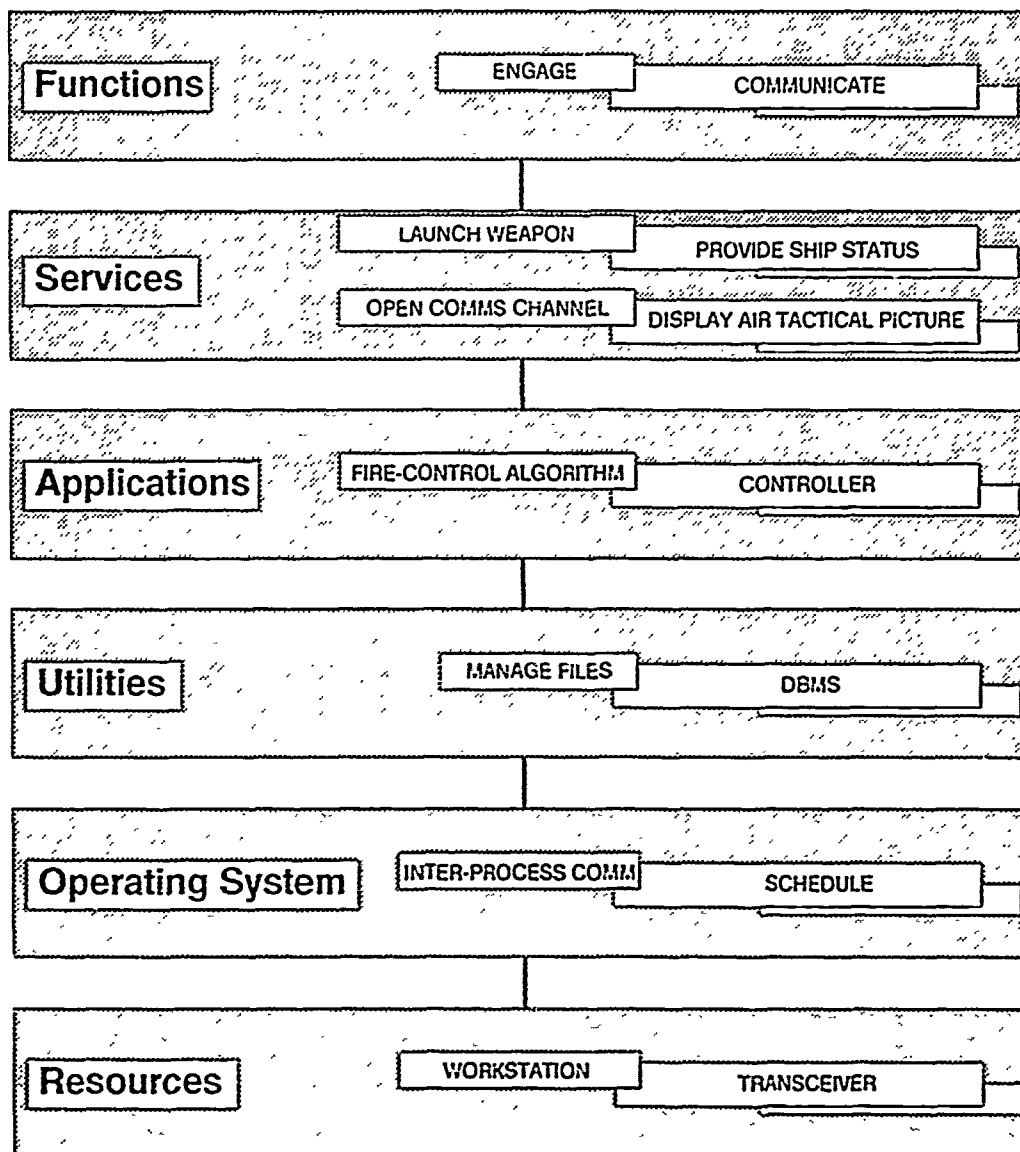 Functions
ENGAGE
COMMUNICATE
Services
LAUNCH WEAPON
PROVIDE SHIP STATUS
OPEN COMMS CHANNEL
DISPLAY AIR TACTICAL PICTURE
Applications
FIRE-CONTROL ALGORITHM
CONTROLLER
Utilities
MANAGE FILES
DBMS
Operating System
INTER-PROCESS COMM
SCHEDULE
Resources
WORKSTATION
TRANSCEIVER